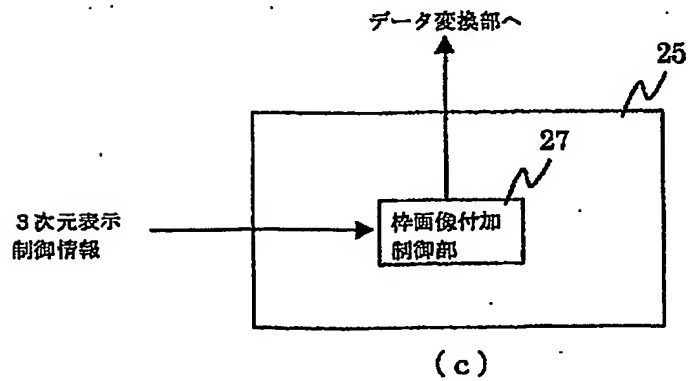 データ変換部へ
25
27
3次元表示
制御情報
枠画像付加
制御部
(c)